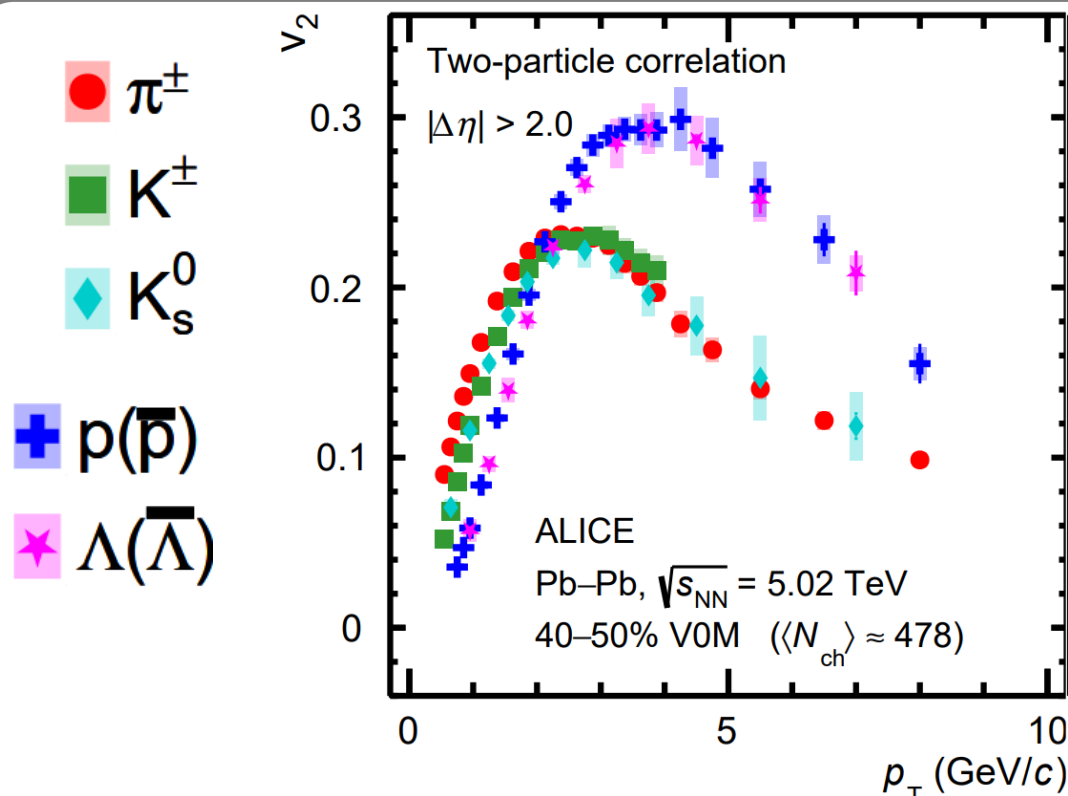 π±
K±
K0s
p(p̅)
Λ(Λ̅)
v2
Two-particle correlation
|Δη| > 2.0
0.3
0.2
0.1
0
ALICE
Pb–Pb, √sNN = 5.02 TeV
40–50% V0M (⟨Nch⟩ ≈ 478)
0 5 10
pT (GeV/c)